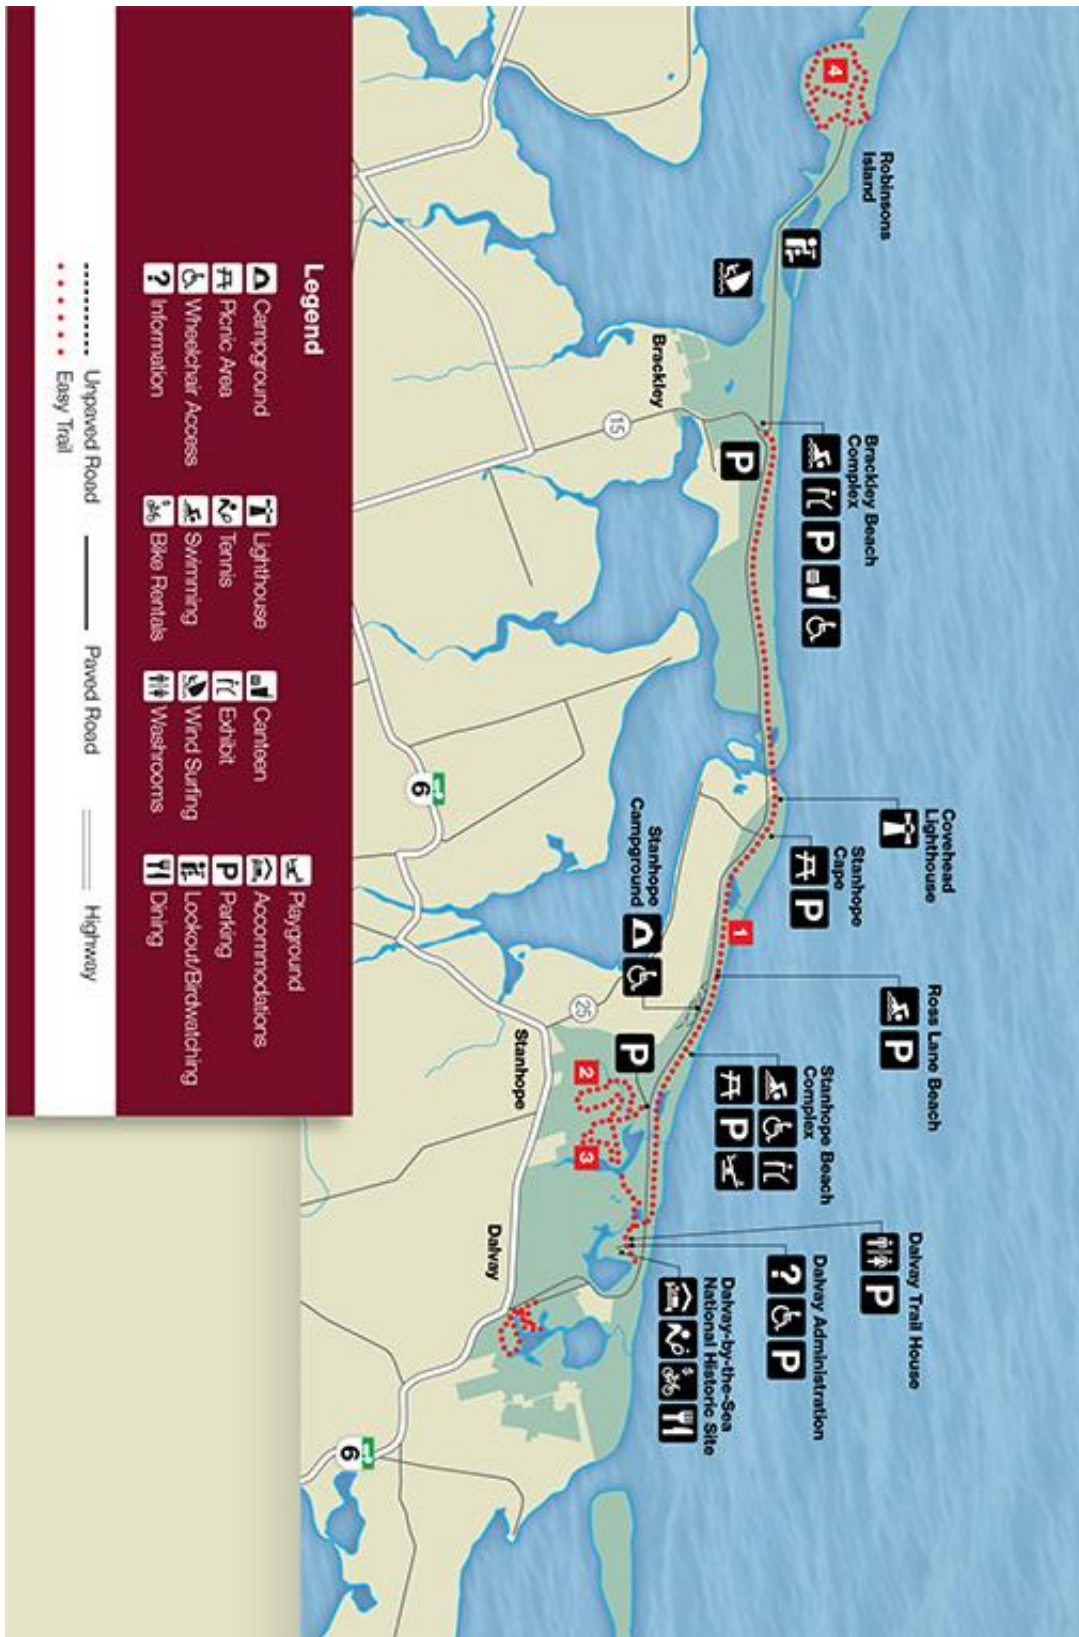 4
Robinsons
Island
Brackley
15
P
Brackley Beach
Complex
P
Covehead
Lighthouse
Stanhope
Cape
P
1
Ross Lane Beach
P
Stanhope
Campground
6
25
Stanhope
P
2
3
Stanhope Beach
Complex
P
Dalvay Trail House
P
Dalvay Administration
?
P
Dalvay-by-the-Sea
National Historic Site
$
Dalvay
6
Legend
Campground
Picnic Area
Wheelchair Access
? Information
Lighthouse
Tennis
Swimming
$ Bike Rentals
Canteen
Exhibit
Wind Surfing
Washrooms
Playground
Accommodations
P Parking
Lookout/Birdwatching
Dining
Unpaved Road
Paved Road
Highway
Easy Trail